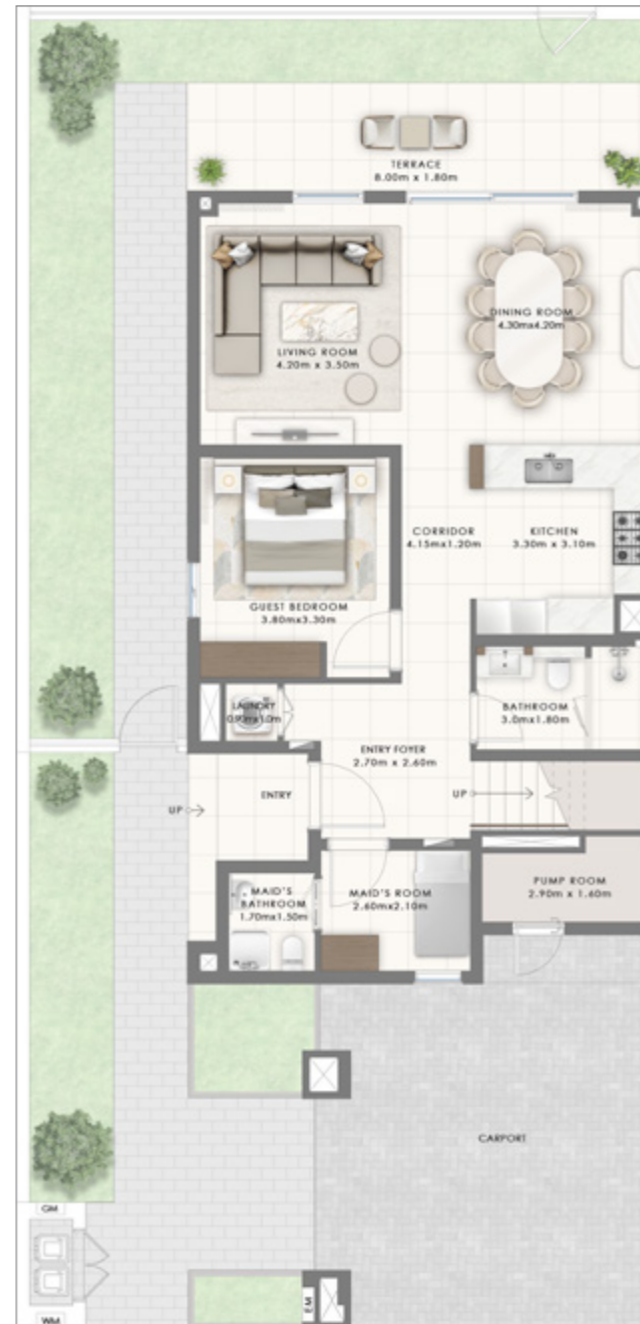 TERRACE
8.00m x 1.80m
DINING ROOM
4.30mx4.20m
LIVING ROOM
4.20m x 3.50m
CORRIDOR
4.15mx1.20m
KITCHEN
3.30m x 3.10m
GUEST BEDROOM
3.80mx3.30m
LAUNDRY
0.95mx1.0m
BATHROOM
3.0mx1.80m
ENTRY FOYER
2.70m x 2.60m
ENTRY
UP
UP
MAID'S
BATHROOM
1.70mx1.50m
MAID'S ROOM
2.60mx2.10m
PUMP ROOM
2.90m x 1.60m
CARPORT
GM
WM
EM